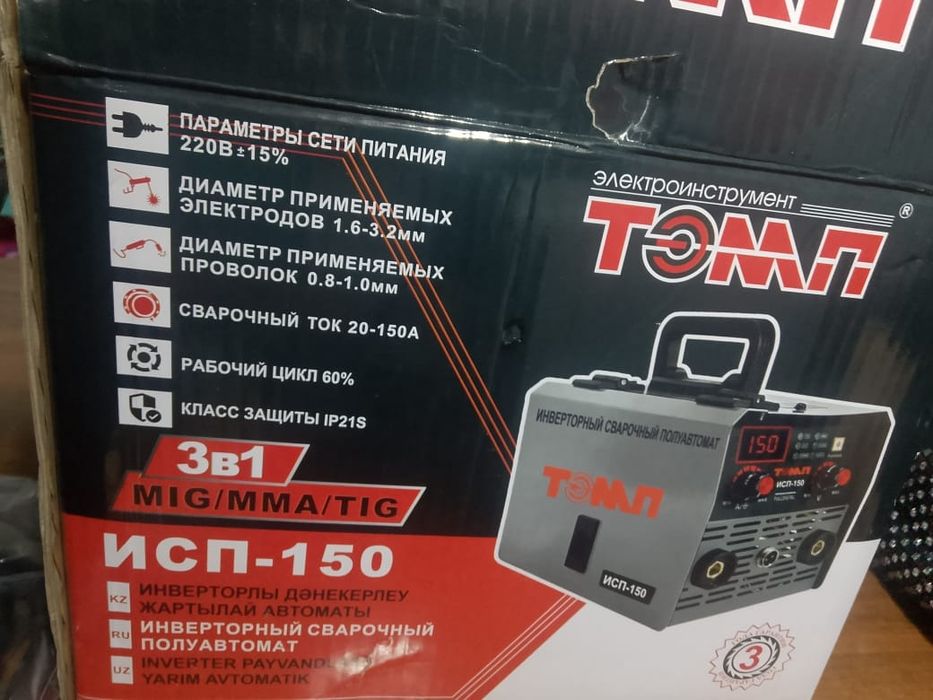 ПАРАМЕТРЫ СЕТИ ПИТАНИЯ
220В ±15%
ДИАМЕТР ПРИМЕНЯЕМЫХ
ЭЛЕКТРОДОВ 1.6-3.2мм
ДИАМЕТР ПРИМЕНЯЕМЫХ
ПРОВОЛОК 0.8-1.0мм
СВАРОЧНЫЙ ТОК 20-150А
РАБОЧИЙ ЦИКЛ 60%
КЛАСС ЗАЩИТЫ IP21S
3в1
MIG/MMA/TIG
ИСП-150
KZ ИНВЕРТОРЛЫ ДӘНЕКЕРЛЕУ
ЖАРТЫЛАЙ АВТОМАТЫ
RU ИНВЕРТОРНЫЙ СВАРОЧНЫЙ
ПОЛУАВТОМАТ
UZ INVERTER
YARIM AVTOMATIK
электроинструмент
ТЭМП ®
ИНВЕРТОРНЫЙ СВАРОЧНЫЙ ПОЛУАВТОМАТ
ТЭМП
ИСП-150
150
ТЭМП
ИСП-150
3